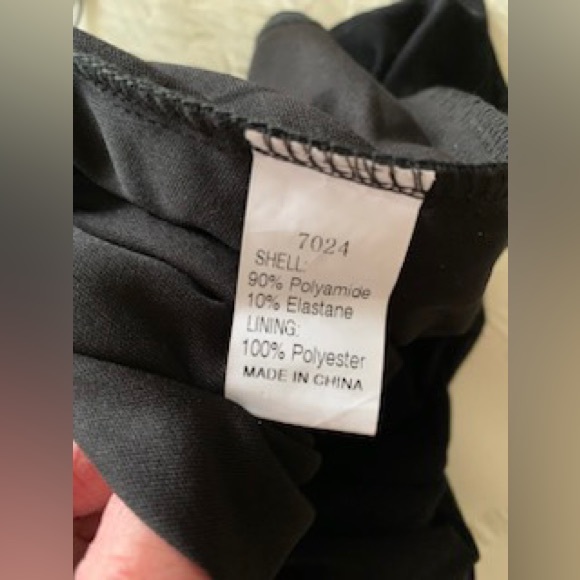 7024
SHELL:
90% Polyamide
10% Elastane
LINING:
100% Polyester
MADE IN CHINA